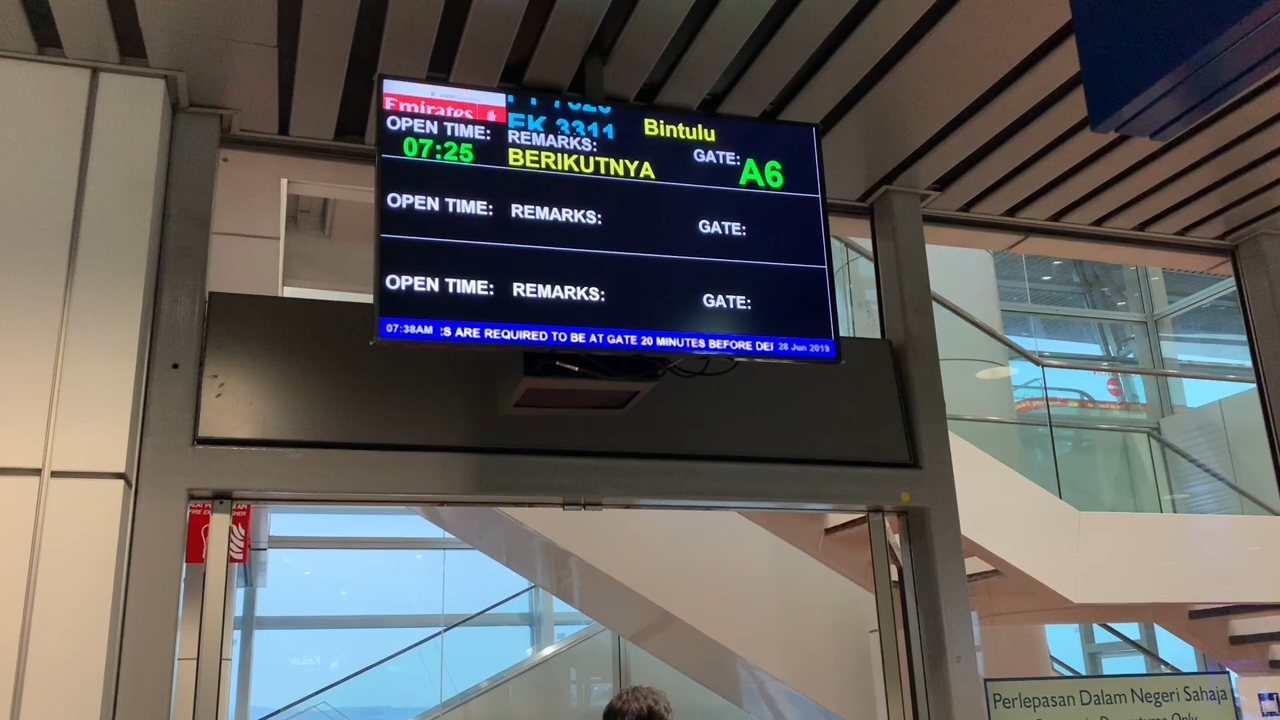 Emirates
EK 3311
Bintulu
OPEN TIME:
REMARKS:
GATE:
07:25
BERIKUTNYA
A6
OPEN TIME:
REMARKS:
GATE:
OPEN TIME:
REMARKS:
GATE:
07:38AM
ARE REQUIRED TO BE AT GATE 20 MINUTES BEFORE
28 Jun 2019
Perlepasan Dalam Negeri Sahaja
Departures Only